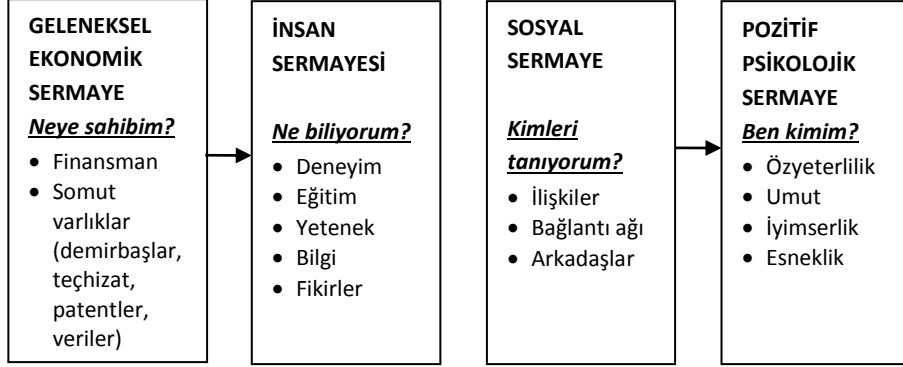 GELENEKSEL
EKONOMİK
SERMAYE
Neye sahibim?
• Finansman
• Somut
varlıklar
(demirbaşlar,
teçhizat,
patentler,
veriler)
İNSAN
SERMAYESİ
Ne biliyorum?
• Deneyim
• Eğitim
• Yetenek
• Bilgi
• Fikirler
SOSYAL
SERMAYE
Kimleri
tanıyorum?
• İlişkiler
• Bağlantı ağı
• Arkadaşlar
POZİTİF
PSİKOLOJİK
SERMAYE
Ben kimim?
• Özyeterlilik
• Umut
• İyimserlik
• Esneklik